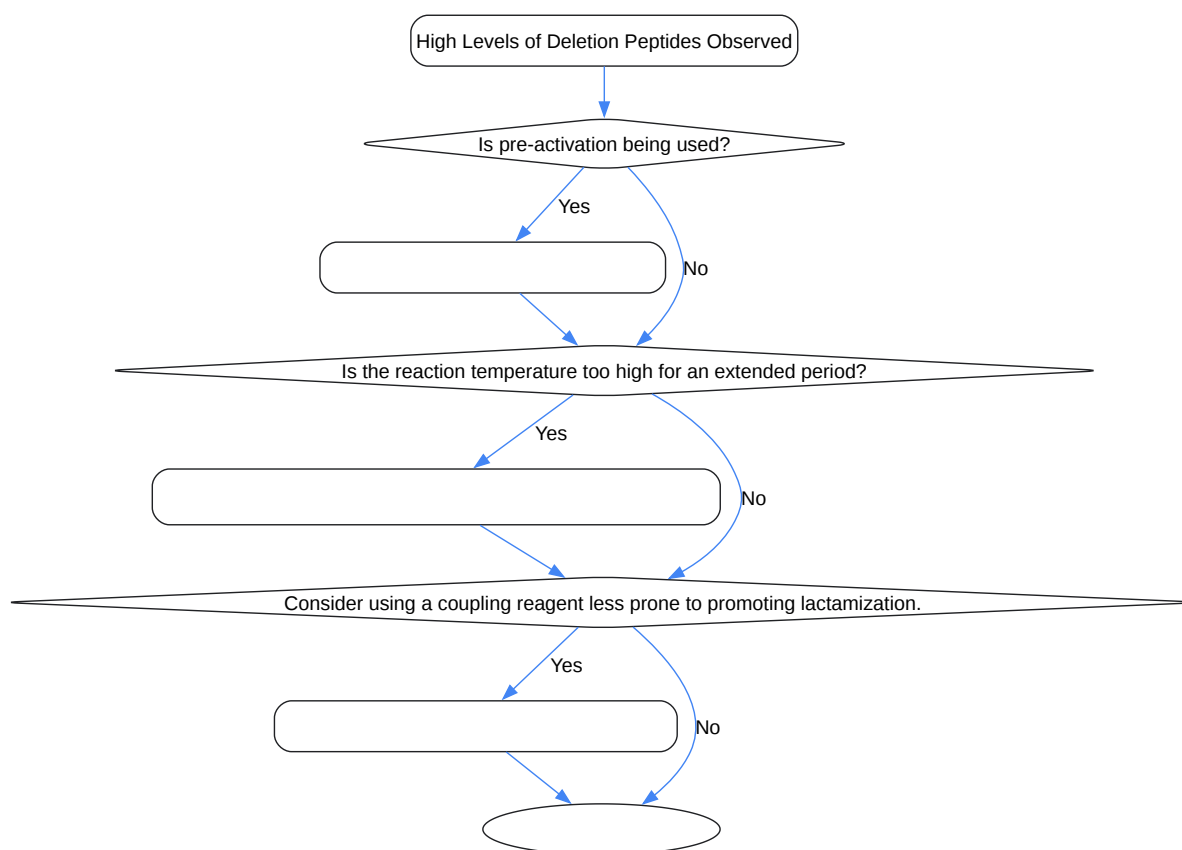 High Levels of Deletion Peptides Observed
Is pre-activation being used?
Yes
No
Is the reaction temperature too high for an extended period?
Yes
No
Consider using a coupling reagent less prone to promoting lactamization.
Yes
No